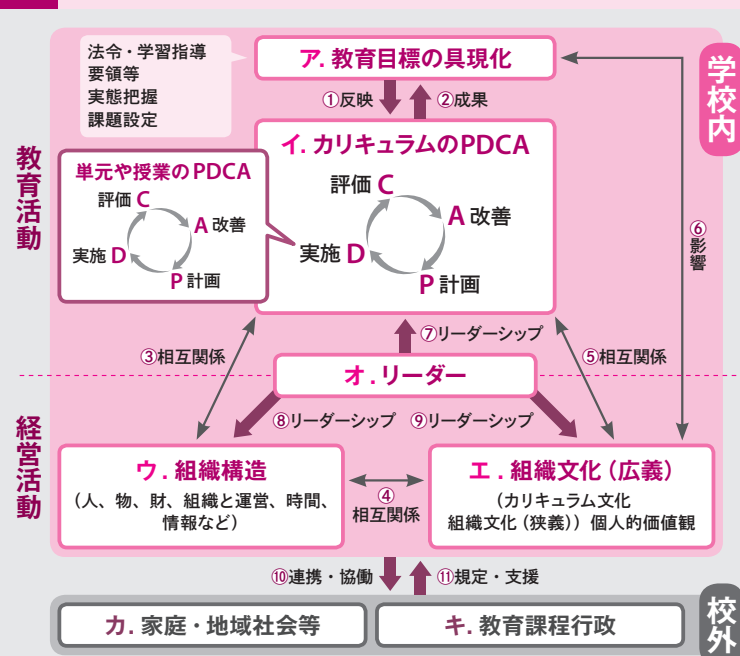 法令・学習指導
要領等
実態把握
課題設定
ア. 教育目標の具現化
学校内
①反映
②成果
教育活動
イ. カリキュラムのPDCA
評価 C
A 改善
実施 D
P 計画
単元や授業のPDCA
評価 C
A 改善
実施 D
P 計画
⑥影響
⑦リーダーシップ
③相互関係
⑤相互関係
オ. リーダー
経営活動
⑧リーダーシップ
⑨リーダーシップ
ウ. 組織構造
(人、物、財、組織と運営、時間、
情報など)
④
相互関係
エ. 組織文化 (広義)
(カリキュラム文化
組織文化 (狭義)) 個人的価値観
⑩連携・協働
⑪規定・支援
カ. 家庭・地域社会等
キ. 教育課程行政
校外